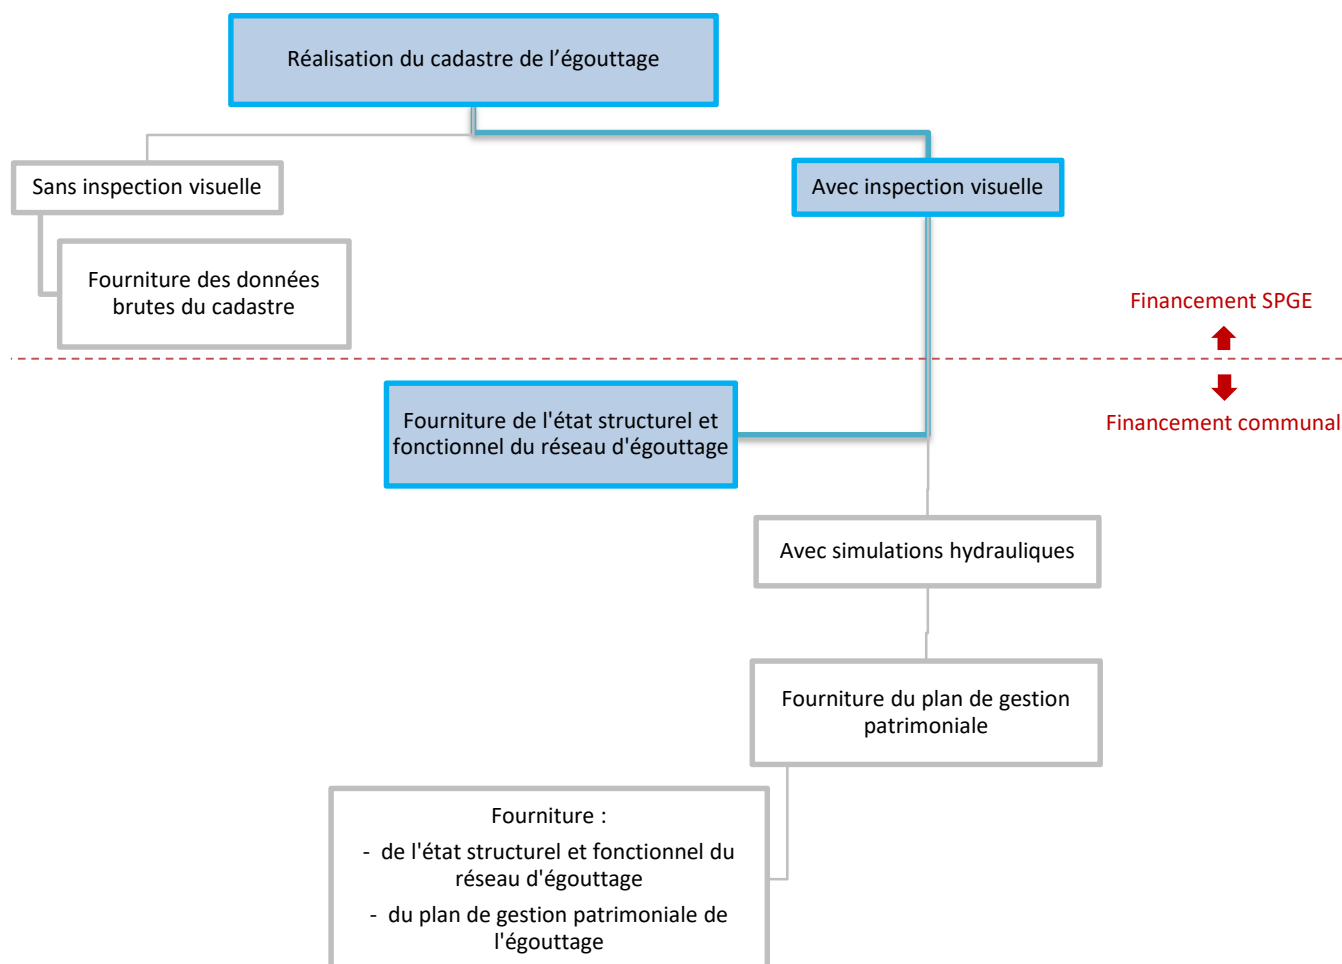 Réalisation du cadastre de l’égouttage
Sans inspection visuelle
Avec inspection visuelle
Fourniture des données
brutes du cadastre
Financement SPGE
Financement communal
Fourniture de l'état structurel et
fonctionnel du réseau d'égouttage
Avec simulations hydrauliques
Fourniture du plan de gestion
patrimoniale
Fourniture :
- de l'état structurel et fonctionnel du
réseau d'égouttage
- du plan de gestion patrimoniale de
l'égouttage